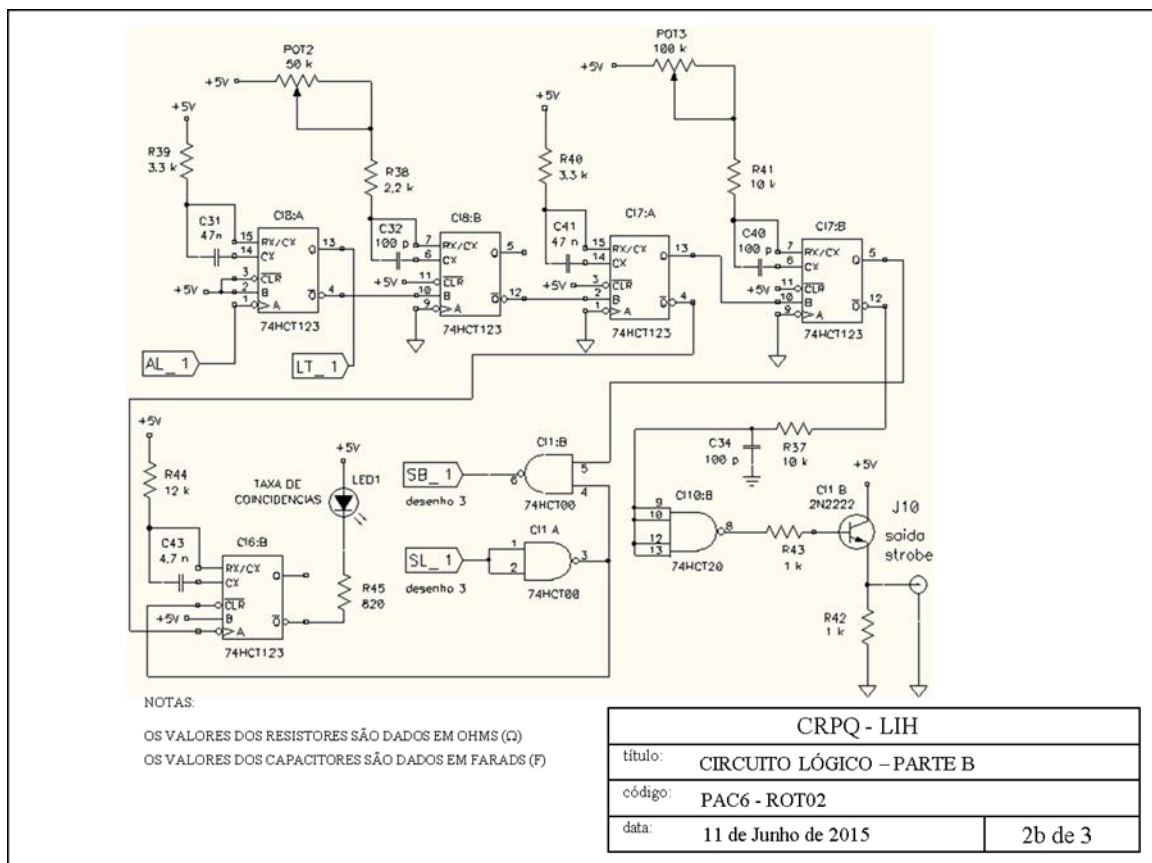 POT2
50 k
+5V
POT3
100 k
+5V
+5V
R39
3.3 k
R38
2,2 k
+5V
R40
3.3 k
R41
10 k
C31
47n
CI8:A
15
14
13
RX/CX
CX
Q
3
CLR
+5V
2
B
Q
4
1
A
74HCT123
C32
100 p
CI8:B
7
6
5
RX/CX
CX
Q
+5V
11
CLR
10
B
Q
12
9
A
74HCT123
C41
47 n
CI7:A
15
14
13
RX/CX
CX
Q
+5V
3
CLR
2
B
Q
4
1
A
74HCT123
C40
100 p
CI7:B
7
6
5
RX/CX
CX
Q
+5V
11
CLR
10
B
Q
12
9
A
74HCT123
AL_ 1
LT_ 1
+5V
R44
12 k
C43
4.7 n
CI6:B
RX/CX
CX
Q
CLR
+5V
B
Q
A
74HCT123
TAXA DE
COINCIDENCIAS
+5V
LED1
R45
820
SB_ 1
desenho 3
CI1:B
6
5
4
74HCT00
SL_ 1
desenho 3
CI1 A
1
2
3
74HCT00
C34
100 p
R37
10 k
CI10:B
9
10
12
13
8
74HCT20
R43
1 k
+5V
CI1 B
2N2222
J10
saida
strobe
R42
1 k
NOTAS:
OS VALORES DOS RESISTORES SÃO DADOS EM OHMS (Ω)
OS VALORES DOS CAPACITORES SÃO DADOS EM FARADS (F)
CRPQ - LIH
título: CIRCUITO LÓGICO – PARTE B
código: PAC6 - ROT02
data: 11 de Junho de 2015 2b de 3